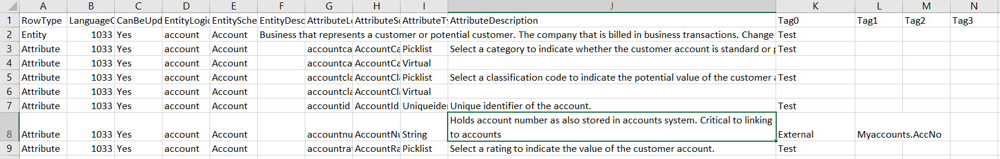 A B C D E F G H I J K L M N
1 RowType LanguageC CanBeUpd EntityLogic EntitySche EntityDesc AttributeLo AttributeSc AttributeTy AttributeDescription Tag0 Tag1 Tag2 Tag3
2 Entity 1033 Yes account Account Business that represents a customer or potential customer. The company that is billed in business transactions. Change Test
3 Attribute 1033 Yes account Account accountca AccountCa Picklist Select a category to indicate whether the customer account is standard or p Test
4 Attribute 1033 Yes account Account accountca AccountCa Virtual
5 Attribute 1033 Yes account Account accountcla AccountCl Picklist Select a classification code to indicate the potential value of the customer a Test
6 Attribute 1033 Yes account Account accountcla AccountCl Virtual
7 Attribute 1033 Yes account Account accountid AccountId Uniqueide Unique identifier of the account. Test
Holds account number as also stored in accounts system. Critical to linking
8 Attribute 1033 Yes account Account accountnu AccountNu String to accounts External Myaccounts.AccNo
9 Attribute 1033 Yes account Account accountra AccountRa Picklist Select a rating to indicate the value of the customer account. Test